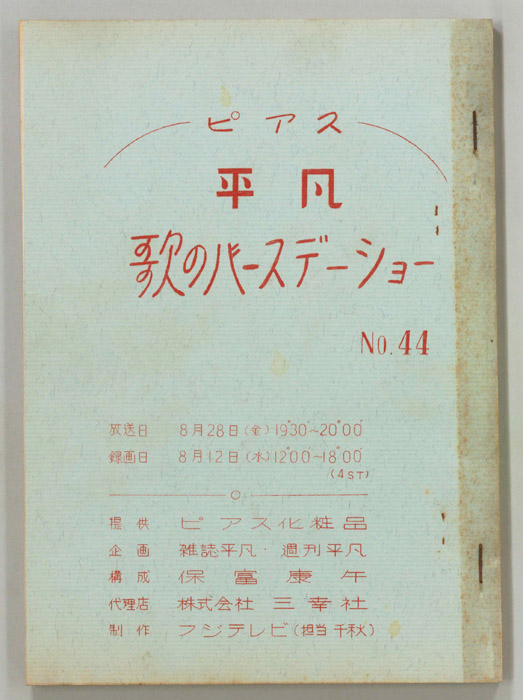 ピアス
平凡
歌のバースデーショー
No.44
放送日 8月28日(金) 19°30'~20°00'
録画日 8月12日(水) 12°00'~18°00'
(4ST)
提供 ピアス化粧品
企画 雑誌平凡・週刊平凡
構成 保富康午
代理店 株式会社 三幸社
制作 フジテレビ(担当 千秋)